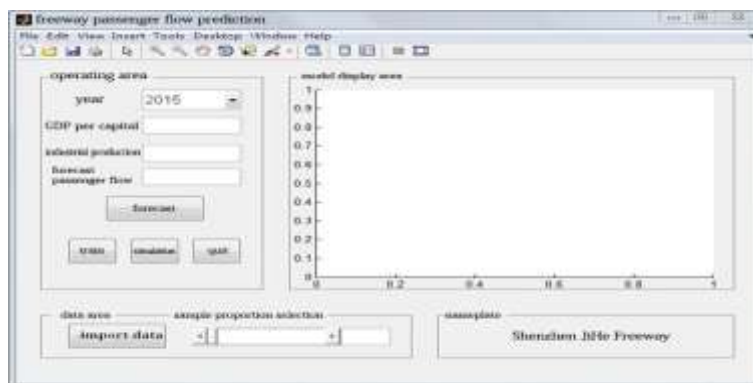 freeway passenger flow prediction
File Edit View Insert Tools Desktop Window Help
operating area
year
2015
GDP per capital
industrial production
forecast
passenger flow
forecast
train
simulation
quit
model display area
1
0.9
0.8
0.7
0.6
0.5
0.4
0.3
0.2
0.1
0
0
0.2
0.4
0.6
0.8
1
data area
import data
sample proportion selection
nameplate
Shenzhen JiHe Freeway